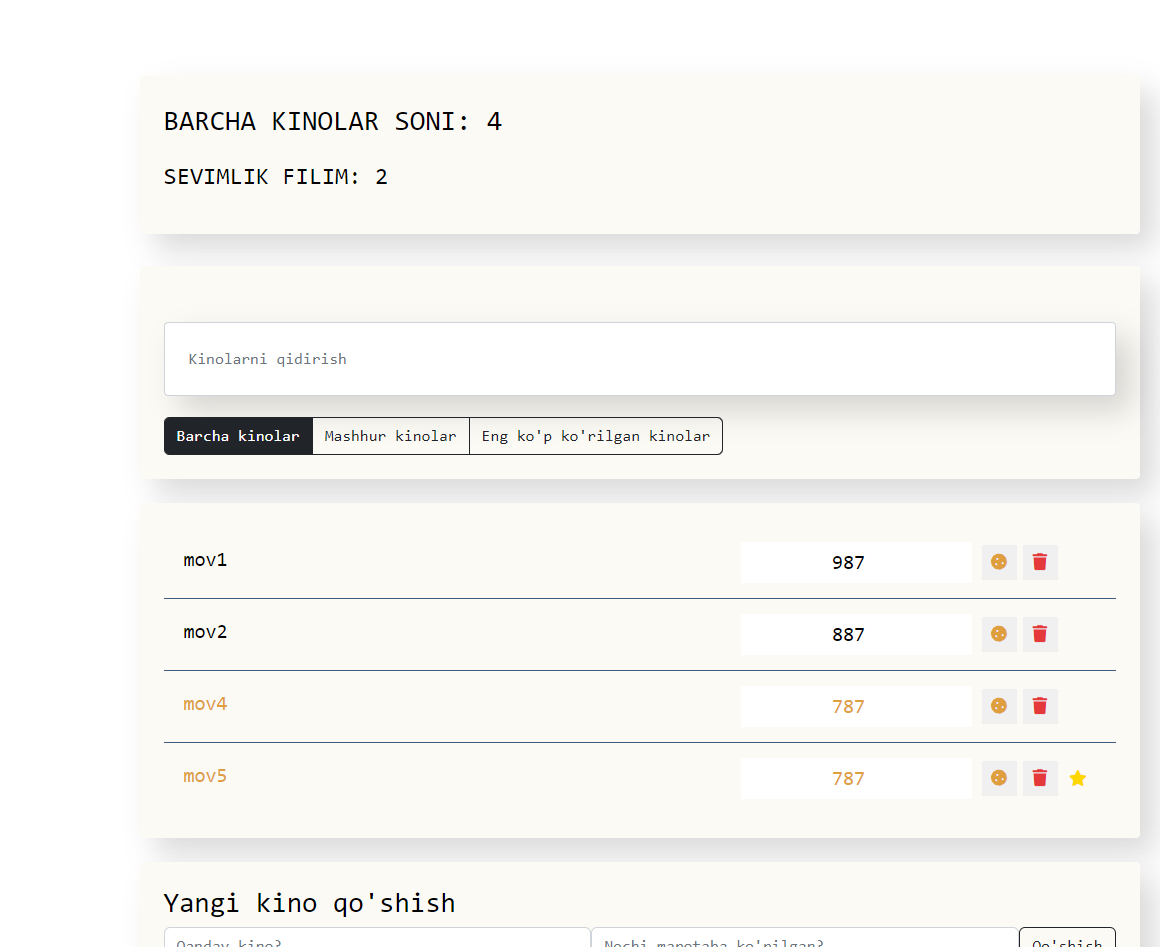 BARCHA KINOLAR SONI: 4
SEVIMLIK FILIM: 2
Kinolarni qidirish
Barcha kinolar Mashhur kinolar Eng ko'p ko'rilgan kinolar
mov1 987
mov2 887
mov4 787
mov5 787
Yangi kino qo'shish
Qanday kino? Nechi marotaba ko'rilgan? Qo'shish